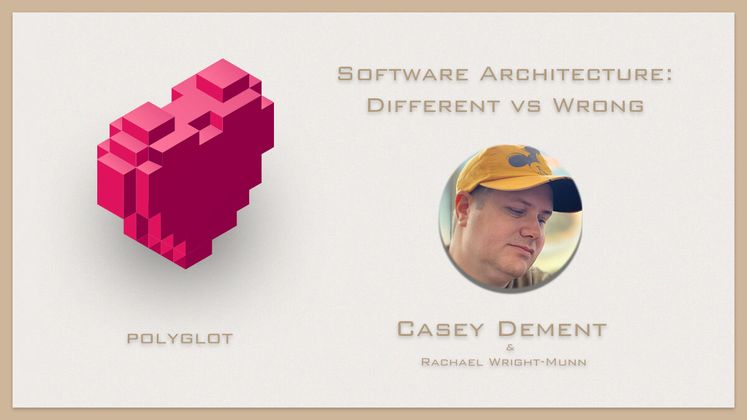 Software Architecture:
Different vs Wrong
polyglot
Casey Dement
&
Rachael Wright-Munn